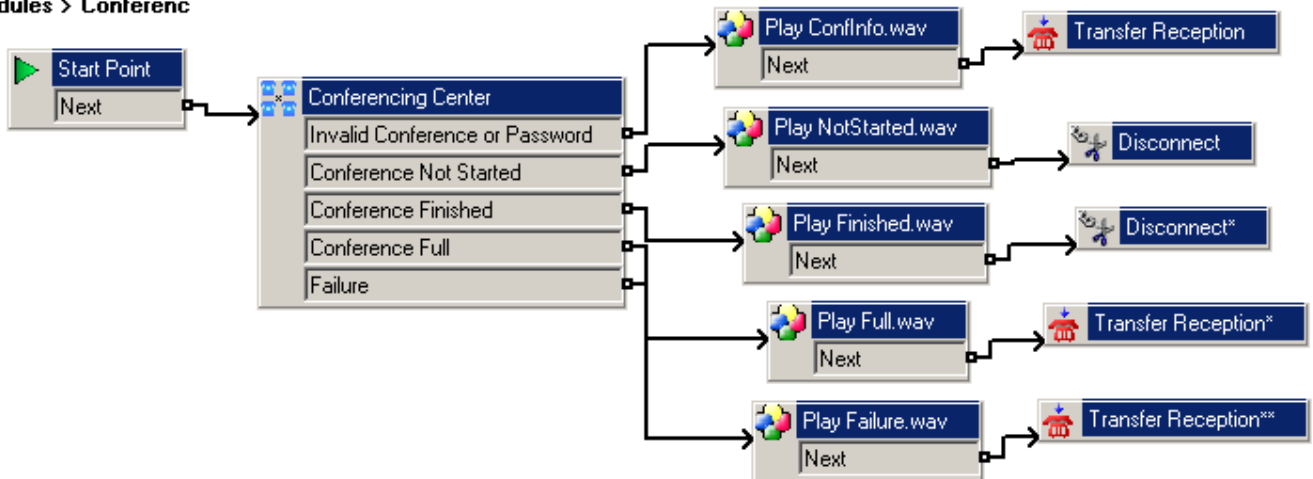 dules > Conferenc
Start Point
Next
Conferencing Center
Invalid Conference or Password
Conference Not Started
Conference Finished
Conference Full
Failure
Play ConfInfo.wav
Next
Transfer Reception
Play NotStarted.wav
Next
Disconnect
Play Finished.wav
Next
Disconnect*
Play Full.wav
Next
Transfer Reception*
Play Failure.wav
Next
Transfer Reception**